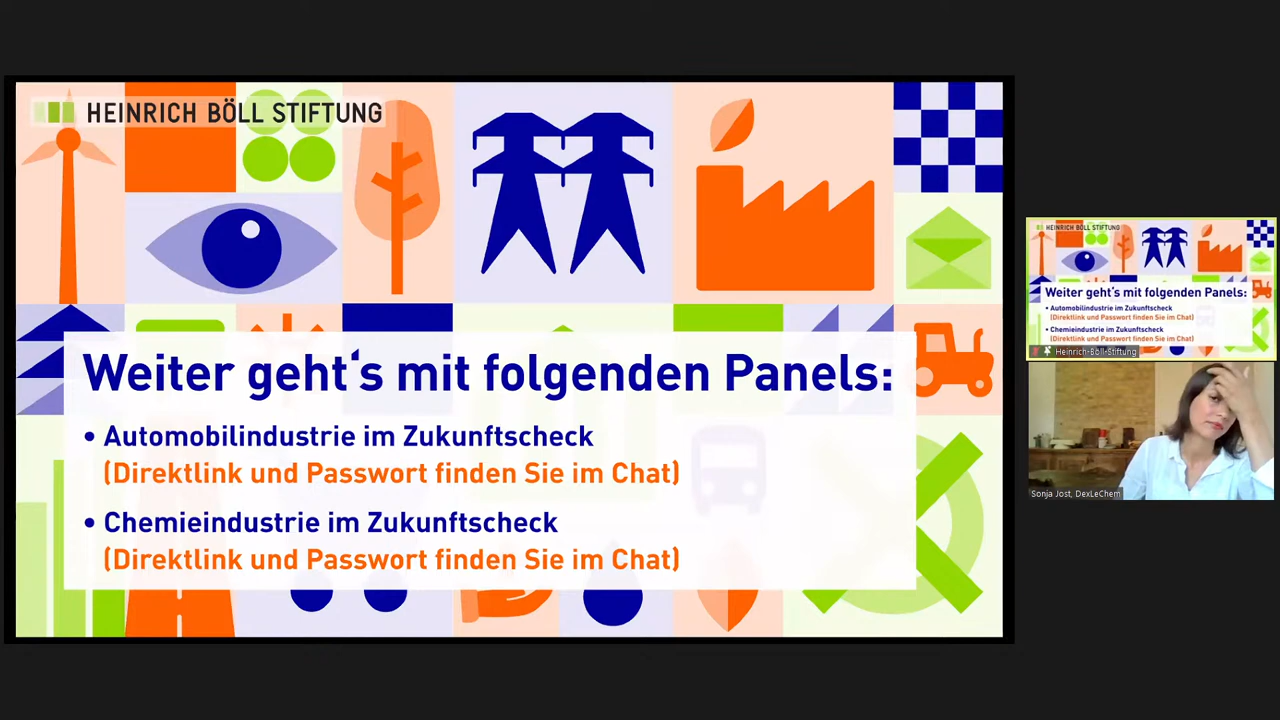 HEINRICH BÖLL STIFTUNG
Weiter geht‘s mit folgenden Panels:
• Automobilindustrie im Zukunftscheck
(Direktlink und Passwort finden Sie im Chat)
• Chemieindustrie im Zukunftscheck
(Direktlink und Passwort finden Sie im Chat)
HEINRICH BÖLL STIFTUNG
Weiter geht‘s mit folgenden Panels:
• Automobilindustrie im Zukunftscheck
(Direktlink und Passwort finden Sie im Chat)
• Chemieindustrie im Zukunftscheck
(Direktlink und Passwort finden Sie im Chat)
Heinrich-Böll-Stiftung
Sonja Jost, DexLeChem